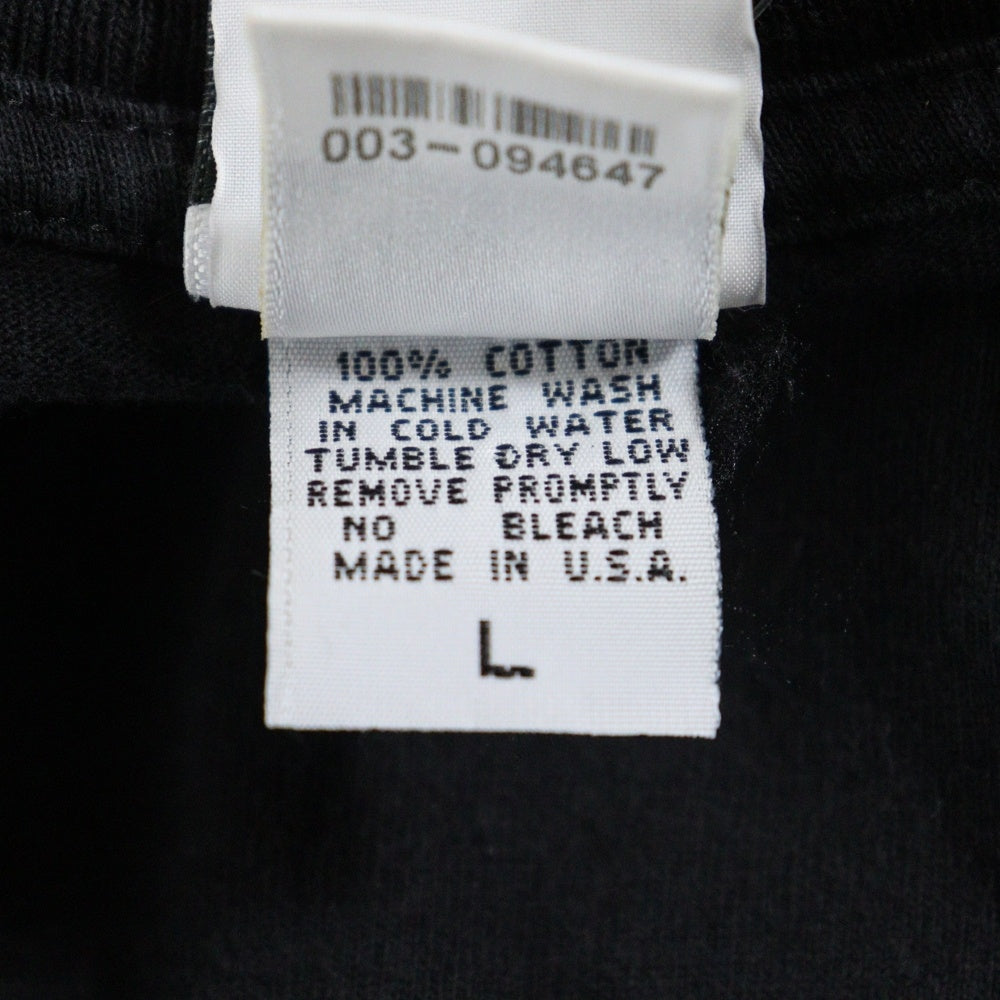 003-094647
100% COTTON
MACHINE WASH
IN COLD WATER
TUMBLE DRY LOW
REMOVE PROMPTLY
NO BLEACH
MADE IN U.S.A.
L